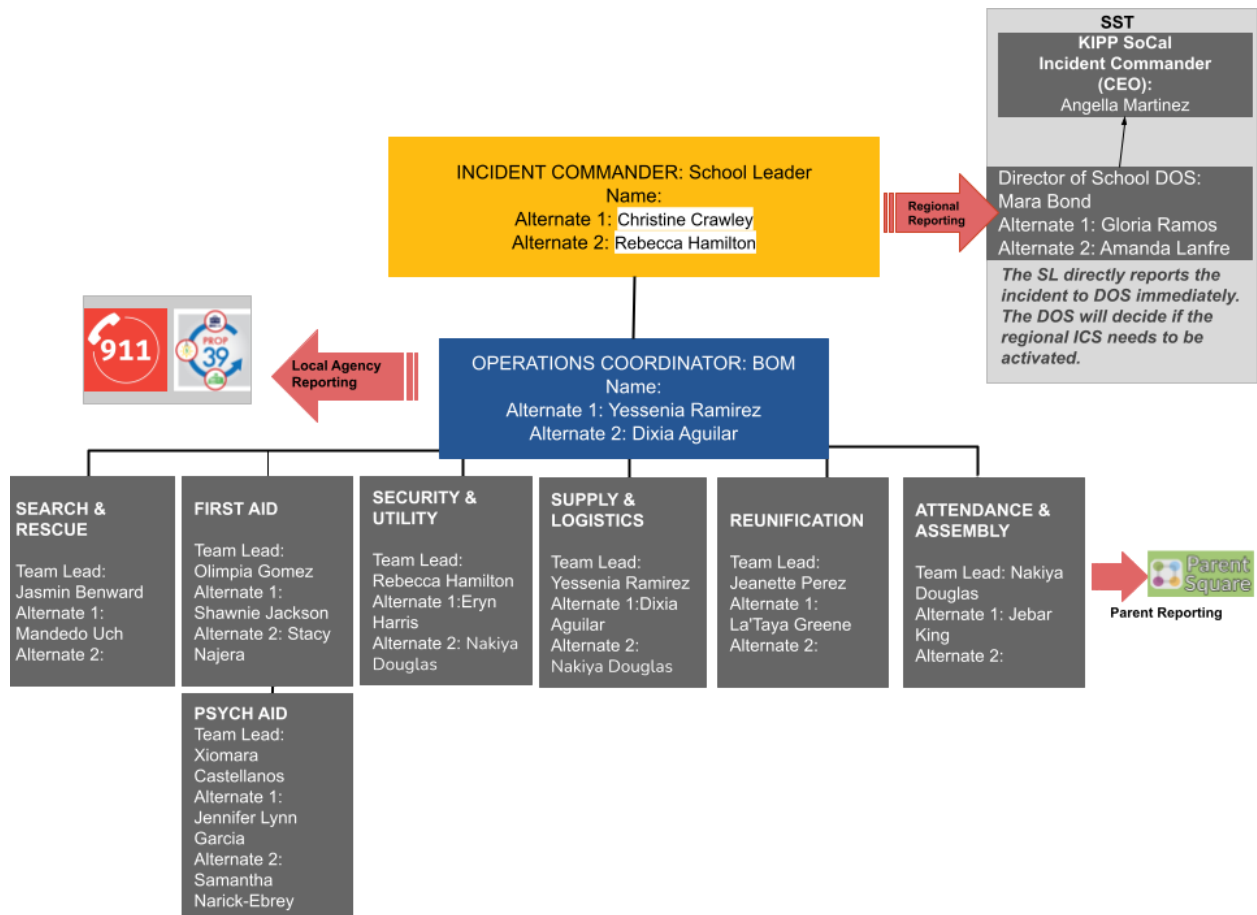 SST
KIPP SoCal
Incident Commander
(CEO):
Angella Martinez
INCIDENT COMMANDER: School Leader
Name:
Alternate 1: Christine Crawley
Alternate 2: Rebecca Hamilton
Regional
Reporting
Director of School DOS:
Mara Bond
Alternate 1: Gloria Ramos
Alternate 2: Amanda Lanfre
The SL directly reports the
incident to DOS immediately.
The DOS will decide if the
regional ICS needs to be
activated.
911
PROP
39
Local Agency
Reporting
OPERATIONS COORDINATOR: BOM
Name:
Alternate 1: Yessenia Ramirez
Alternate 2: Dixia Aguilar
SEARCH &
RESCUE
Team Lead:
Jasmin Benward
Alternate 1:
Mandedo Uch
Alternate 2:
FIRST AID
Team Lead:
Olimpia Gomez
Alternate 1:
Shawnie Jackson
Alternate 2: Stacy
Najera
SECURITY &
UTILITY
Team Lead:
Rebecca Hamilton
Alternate 1:Eryn
Harris
Alternate 2: Nakiya
Douglas
SUPPLY &
LOGISTICS
Team Lead:
Yessenia Ramirez
Alternate 1:Dixia
Aguilar
Alternate 2:
Nakiya Douglas
REUNIFICATION
Team Lead:
Jeanette Perez
Alternate 1:
La'Taya Greene
Alternate 2:
ATTENDANCE &
ASSEMBLY
Team Lead: Nakiya
Douglas
Alternate 1: Jebar
King
Alternate 2:
Parent
Square
Parent Reporting
PSYCH AID
Team Lead:
Xiomara
Castellanos
Alternate 1:
Jennifer Lynn
Garcia
Alternate 2:
Samantha
Narick-Ebrey